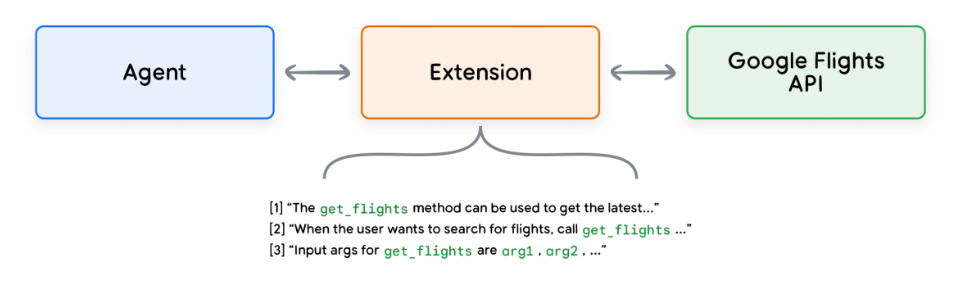 Agent
Extension
Google Flights
API
[1] “The get_flights method can be used to get the latest...”
[2] “When the user wants to search for flights, call get_flights ...”
[3] “Input args for get_flights are arg1 , arg2 , ...”